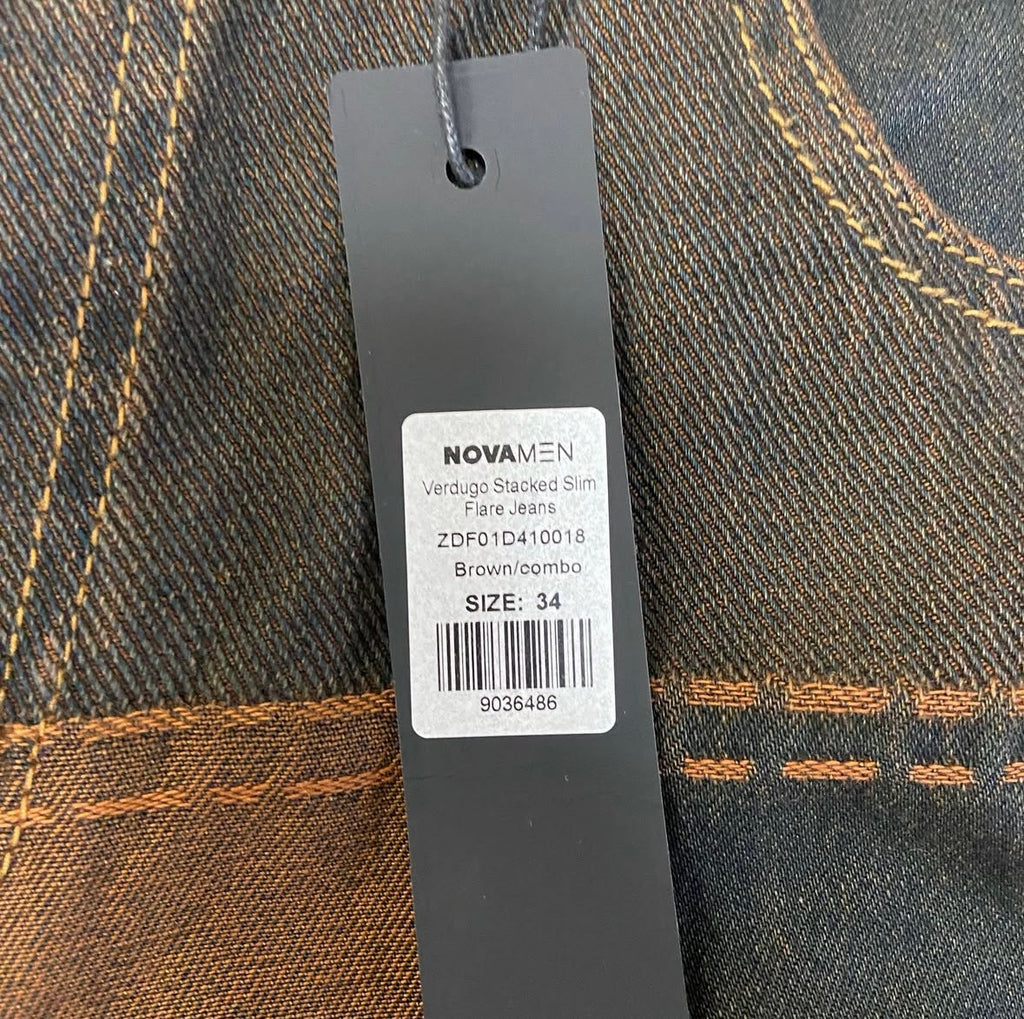 NOVAMEN
Verdugo Stacked Slim
Flare Jeans
ZDF01D410018
Brown/combo
SIZE: 34
9036486